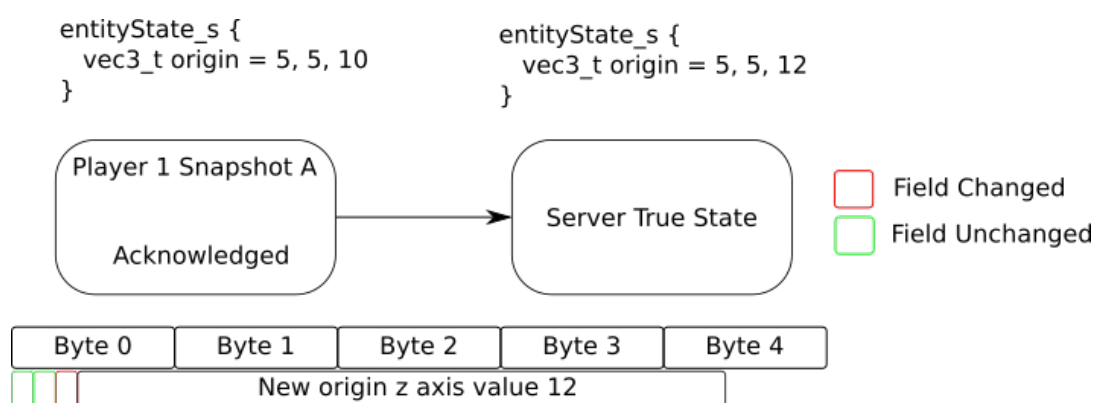 entityState_s {
vec3_t origin = 5, 5, 10
}
entityState_s {
vec3_t origin = 5, 5, 12
}
Player 1 Snapshot A
Acknowledged
Server True State
Field Changed
Field Unchanged
Byte 0
Byte 1
Byte 2
Byte 3
Byte 4
New origin z axis value 12